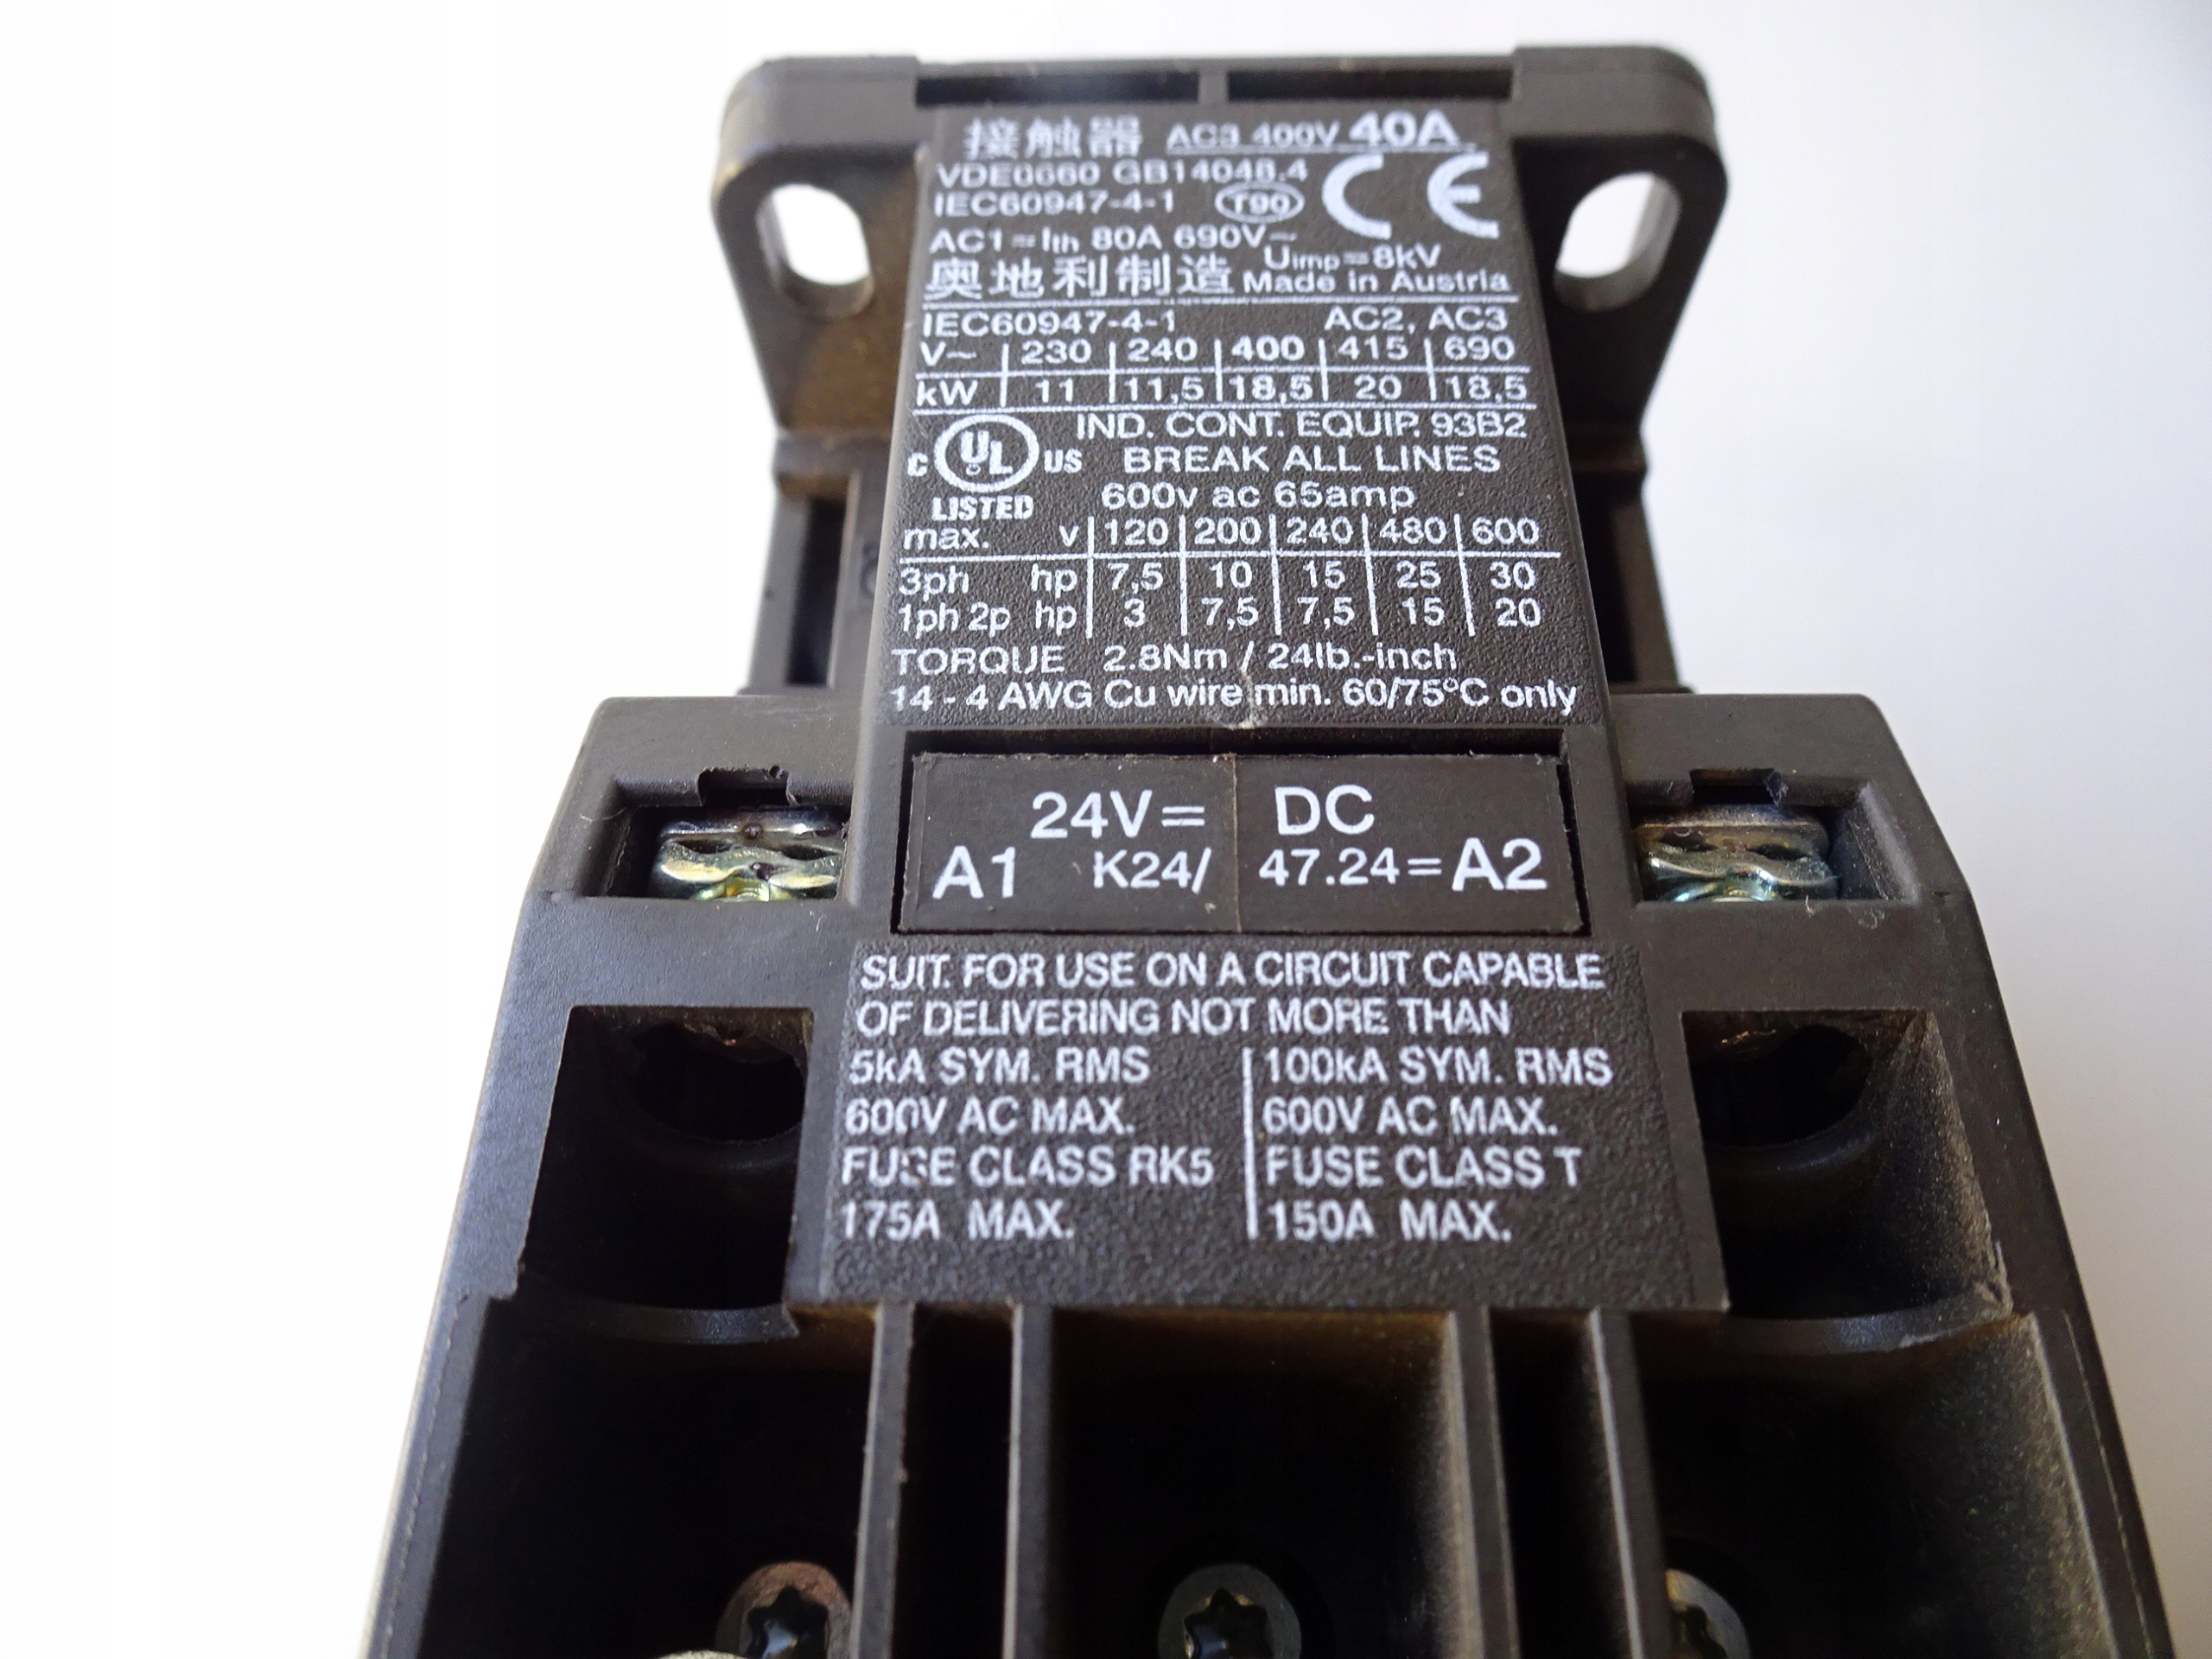 接触器 AC3 400V 40A
VDE0660 GB14048.4
IEC60947-4-1 T90 CE
AC1=Ith 80A 690V~
Uimp=8kV
奥地利制造 Made in Austria
IEC60947-4-1 AC2, AC3
V~ 230 240 400 415 690
kW 11 11,5 18,5 20 18,5
IND. CONT. EQUIP. 93B2
C UL US BREAK ALL LINES
LISTED 600v ac 65amp
max. v 120 200 240 480 600
3ph hp 7,5 10 15 25 30
1ph 2p hp 3 7,5 7,5 15 20
TORQUE 2.8Nm / 24lb.-inch
14 - 4 AWG Cu wire min. 60/75°C only
24V= DC
A1 K24/ 47.24= A2
SUIT. FOR USE ON A CIRCUIT CAPABLE
OF DELIVERING NOT MORE THAN
5kA SYM. RMS 100kA SYM. RMS
600V AC MAX. 600V AC MAX.
FUSE CLASS RK5 FUSE CLASS T
175A MAX. 150A MAX.